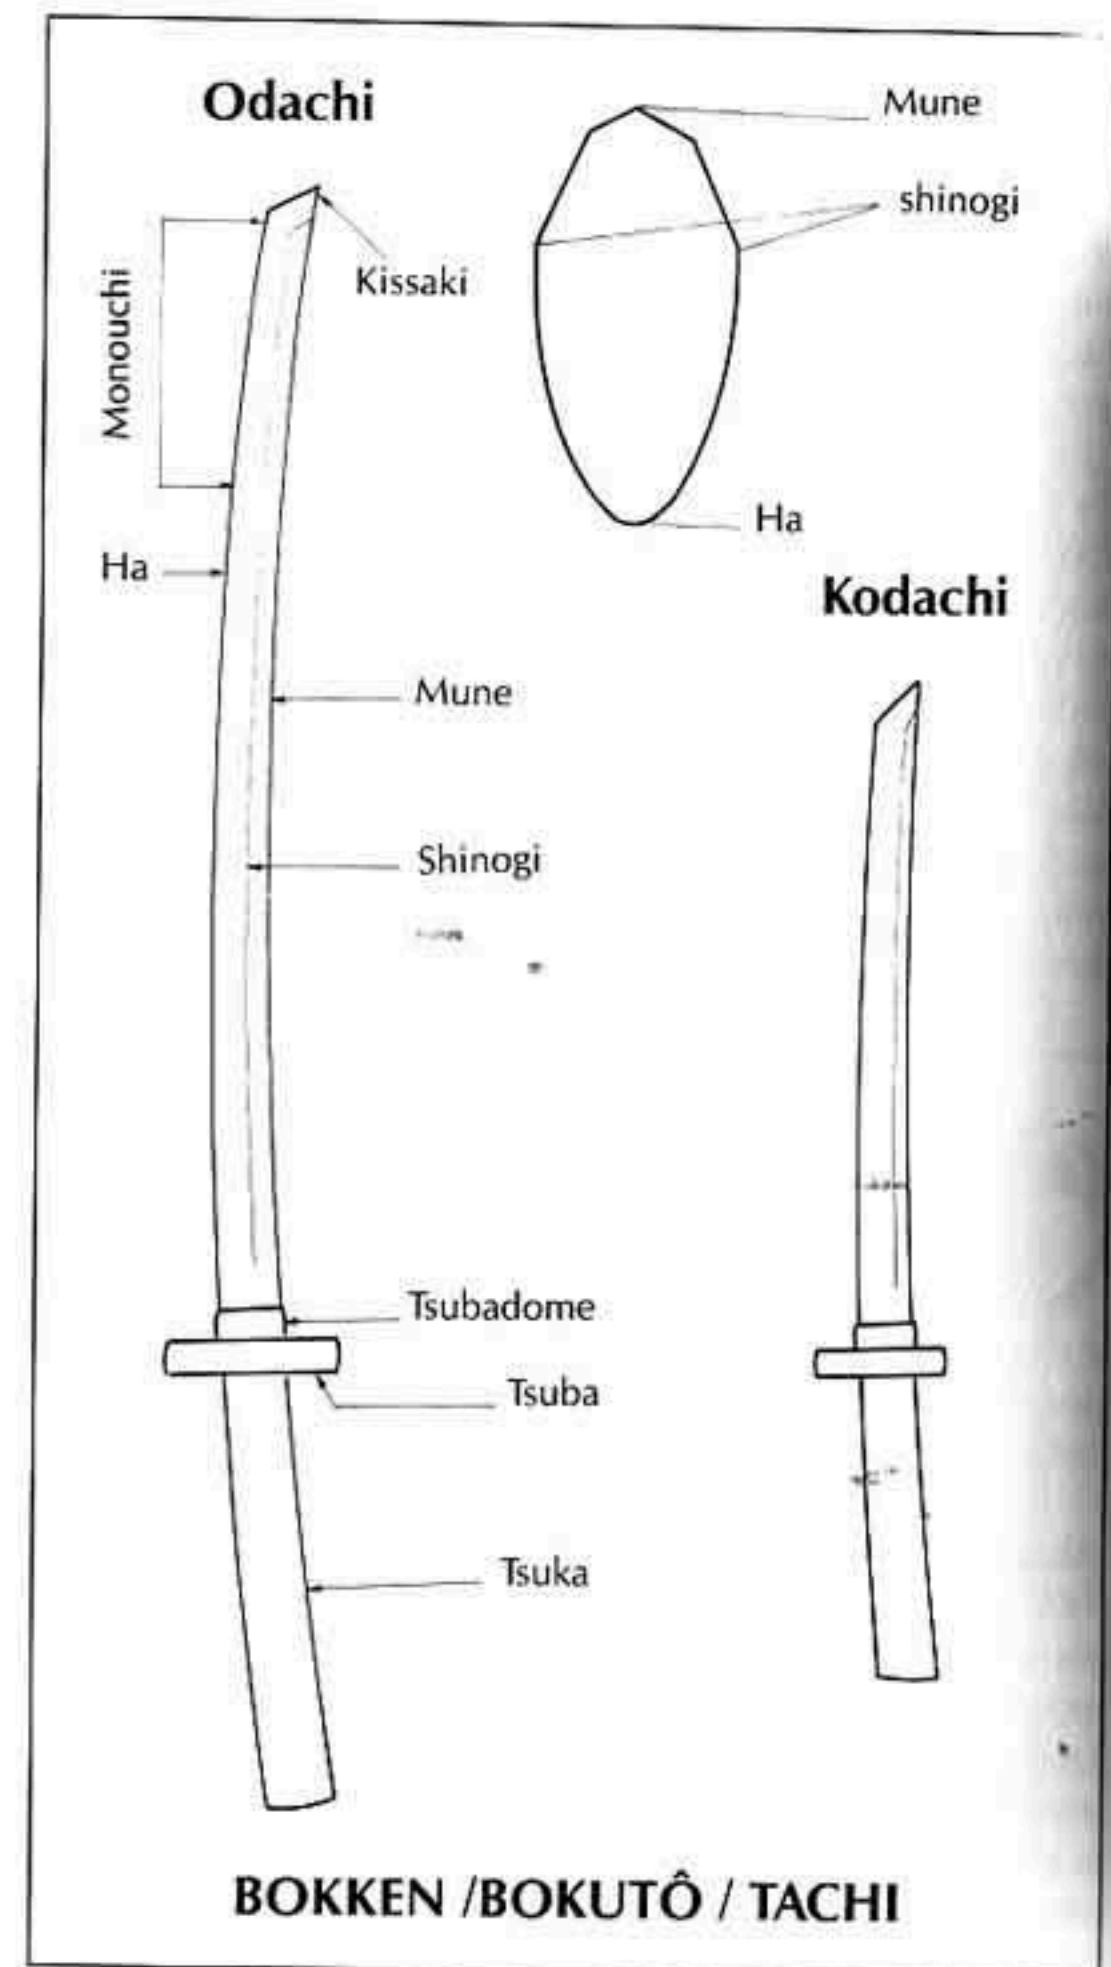 Odachi
Mune
shinogi
Kissaki
Monouchi
Ha
Ha
Kodachi
Mune
Shinogi
Tsubadome
Tsuba
Tsuka
BOKKEN /BOKUTÔ / TACHI